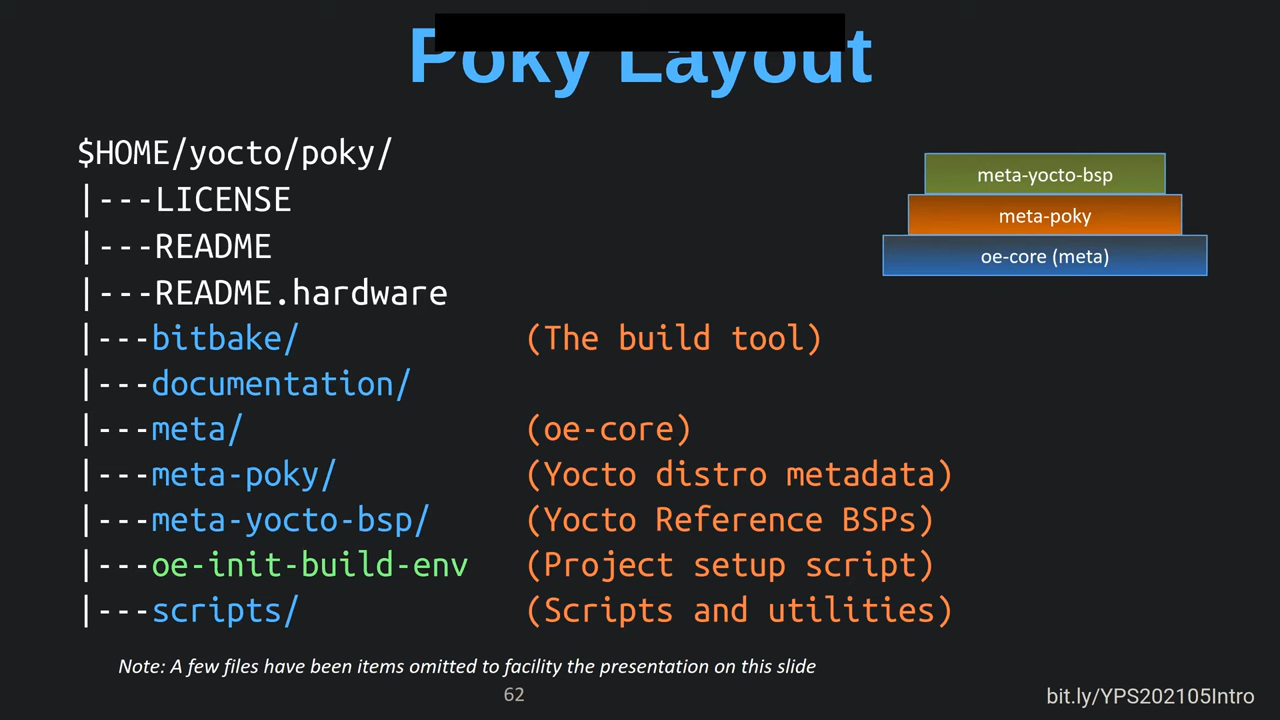 Poky Layout
$HOME/yocto/poky/
|---LICENSE
|---README
|---README.hardware
|---bitbake/ (The build tool)
|---documentation/
|---meta/ (oe-core)
|---meta-poky/ (Yocto distro metadata)
|---meta-yocto-bsp/ (Yocto Reference BSPs)
|---oe-init-build-env (Project setup script)
|---scripts/ (Scripts and utilities)
meta-yocto-bsp
meta-poky
oe-core (meta)
Note: A few files have been items omitted to facility the presentation on this slide
62
bit.ly/YPS202105Intro